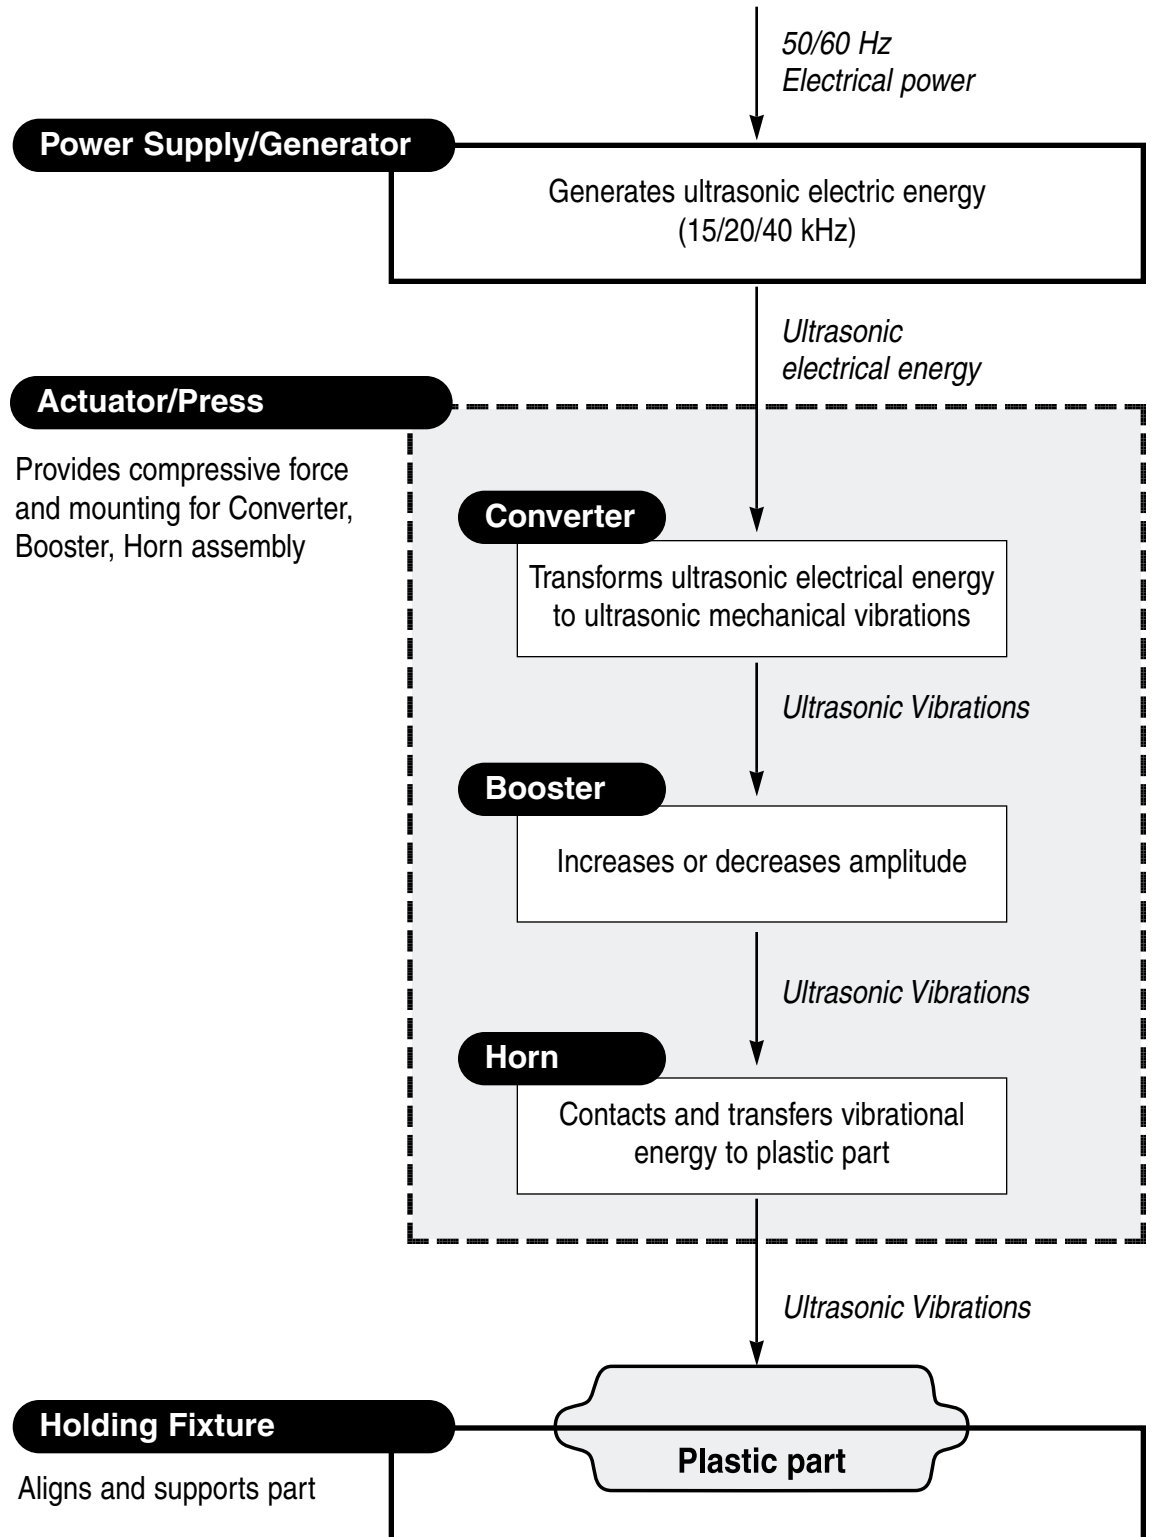 50/60 Hz
Electrical power
Power Supply/Generator
Generates ultrasonic electric energy
(15/20/40 kHz)
Ultrasonic
electrical energy
Actuator/Press
Provides compressive force
and mounting for Converter,
Booster, Horn assembly
Converter
Transforms ultrasonic electrical energy
to ultrasonic mechanical vibrations
Ultrasonic Vibrations
Booster
Increases or decreases amplitude
Ultrasonic Vibrations
Horn
Contacts and transfers vibrational
energy to plastic part
Ultrasonic Vibrations
Holding Fixture
Aligns and supports part
Plastic part